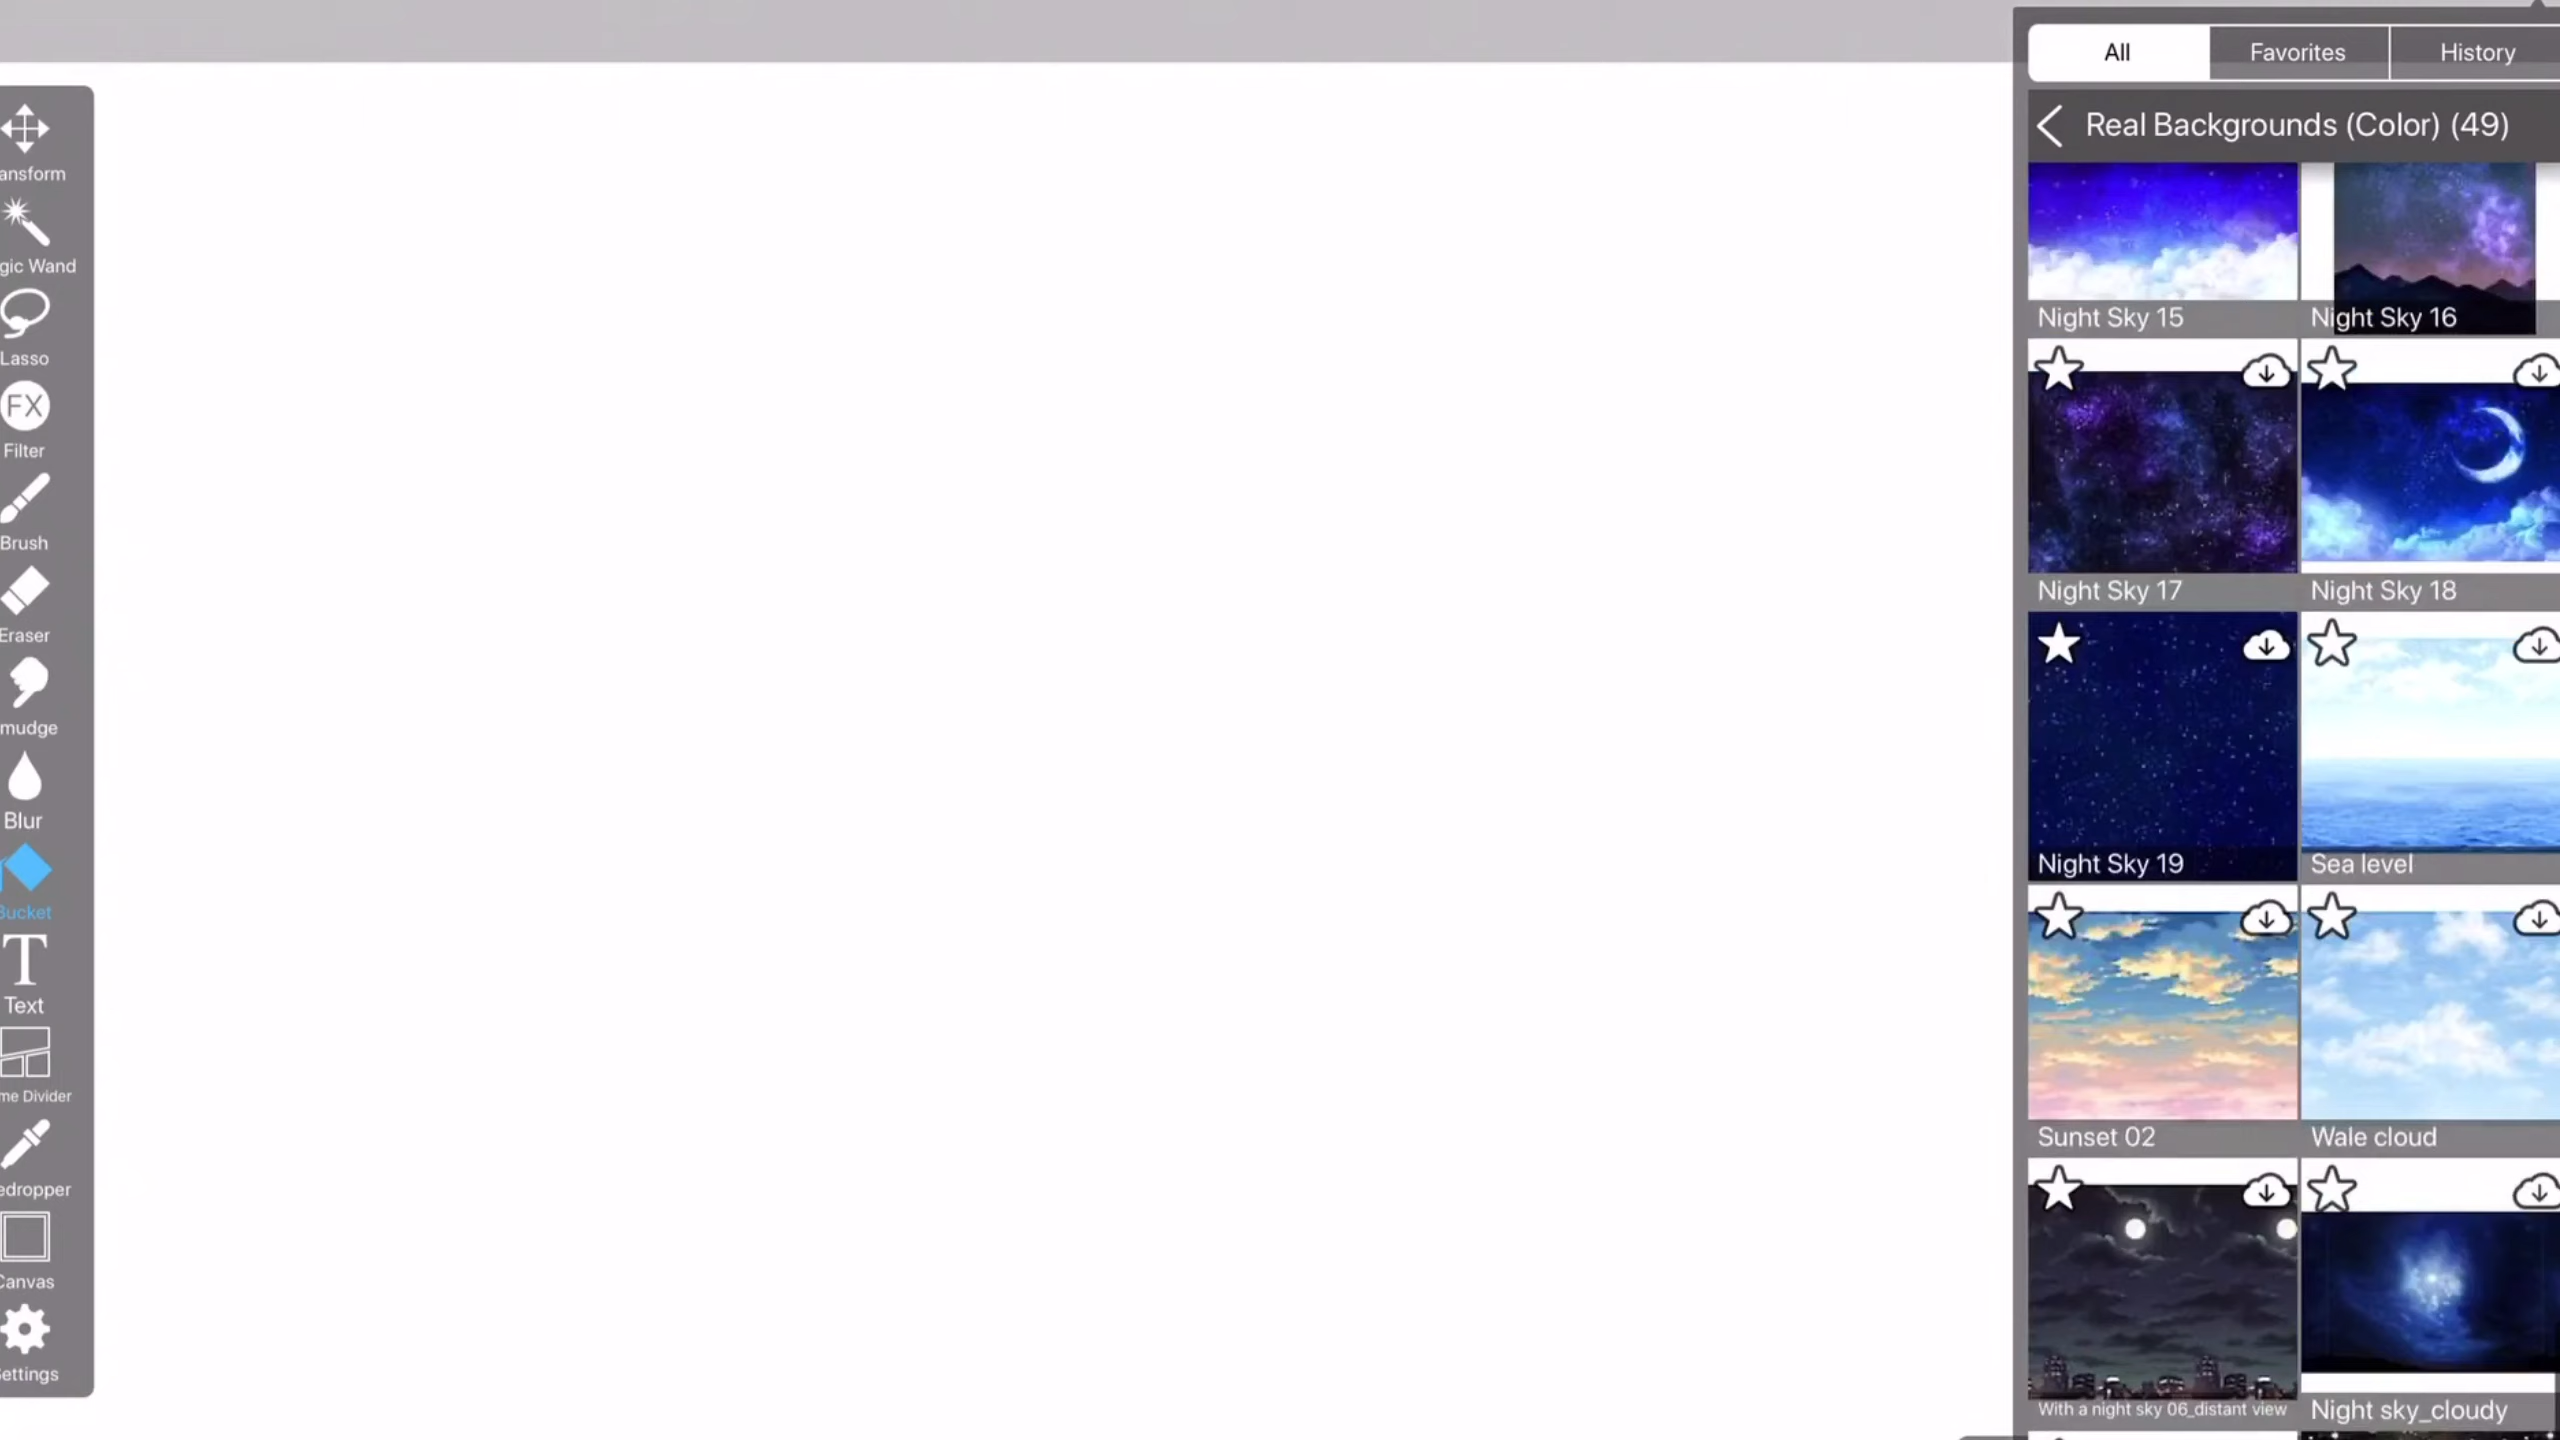 All
Favorites
History
Real Backgrounds (Color) (49)
ansform
gic Wand
Lasso
FX
Filter
Brush
Eraser
mudge
Blur
Bucket
T
Text
me Divider
edropper
Canvas
ettings
Night Sky 15
Night Sky 16
Night Sky 17
Night Sky 18
Night Sky 19
Sea level
Sunset 02
Wale cloud
With a night sky 06_distant view
Night sky_cloudy